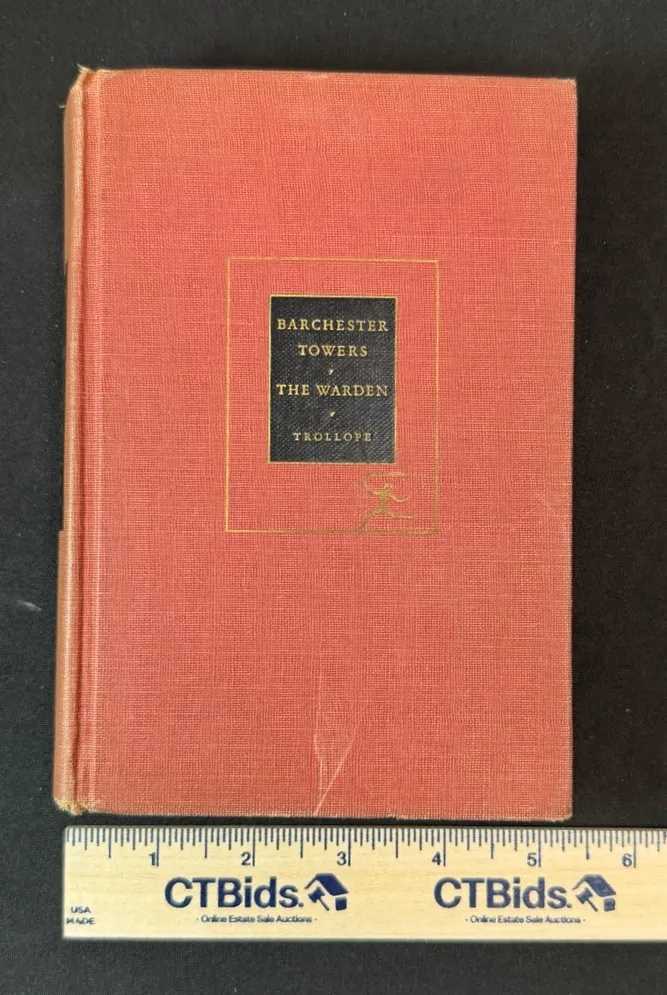 BARCHESTER
TOWERS
THE WARDEN
TROLLOPE
1 2 3 4 5 6
USA
MADE
CTBids. CTBids.
- Online Estate Sale Auctions - - Online Estate Sale Auctions -